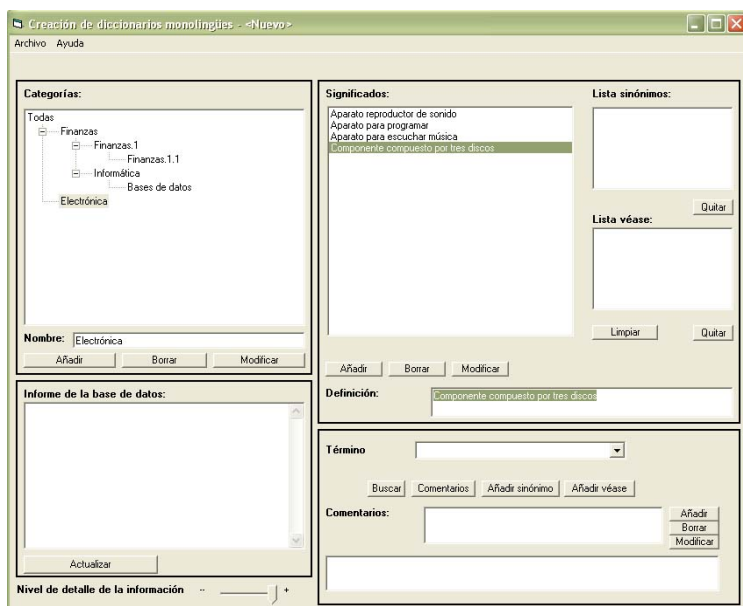 Creación de diccionarios monolingües - <Nuevo>
Archivo Ayuda
Categorías:
Todas
Finanzas
Finanzas.1
Finanzas.1.1
Informática
Bases de datos
Electrónica
Nombre: Electrónica
Añadir Borrar Modificar
Informe de la base de datos:
Actualizar
Nivel de detalle de la información -- +
Significados:
Aparato reproductor de sonido
Aparato para programar
Aparato para escuchar música
Componente compuesto por tres discos
Lista sinónimos:
Quitar
Lista véase:
Limpiar Quitar
Añadir Borrar Modificar
Definición: Componente compuesto por tres discos
Término
Buscar Comentarios Añadir sinónimo Añadir véase
Comentarios:
Añadir
Borrar
Modificar